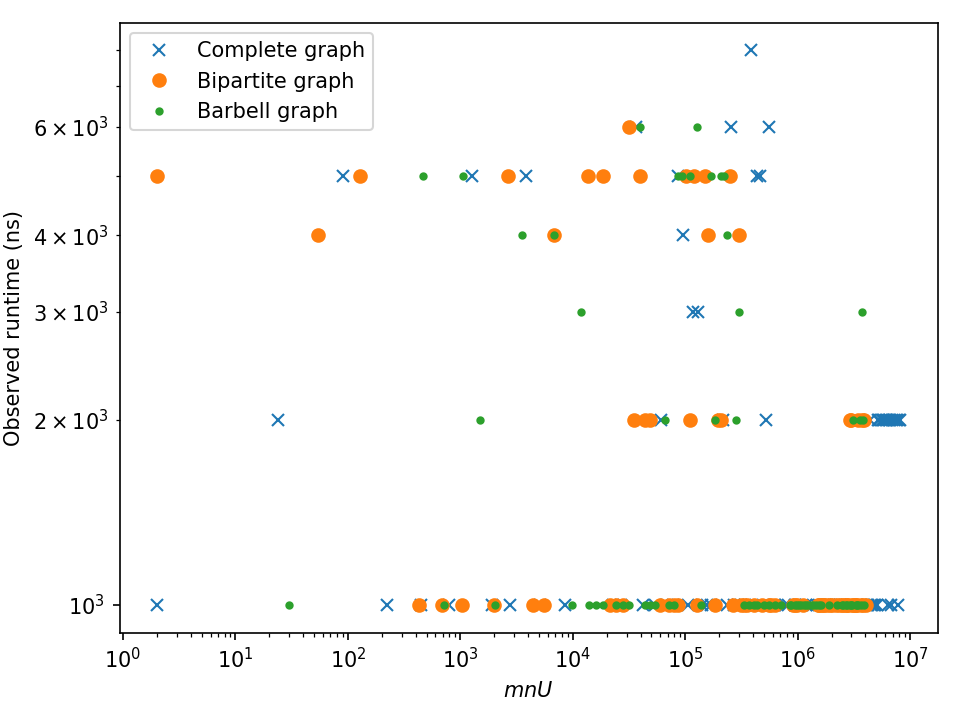 Complete graph
Bipartite graph
Barbell graph
Observed runtime (ns)
6 × 10³
4 × 10³
3 × 10³
2 × 10³
10³
10⁰ 10¹ 10² 10³ 10⁴ 10⁵ 10⁶ 10⁷
mnU